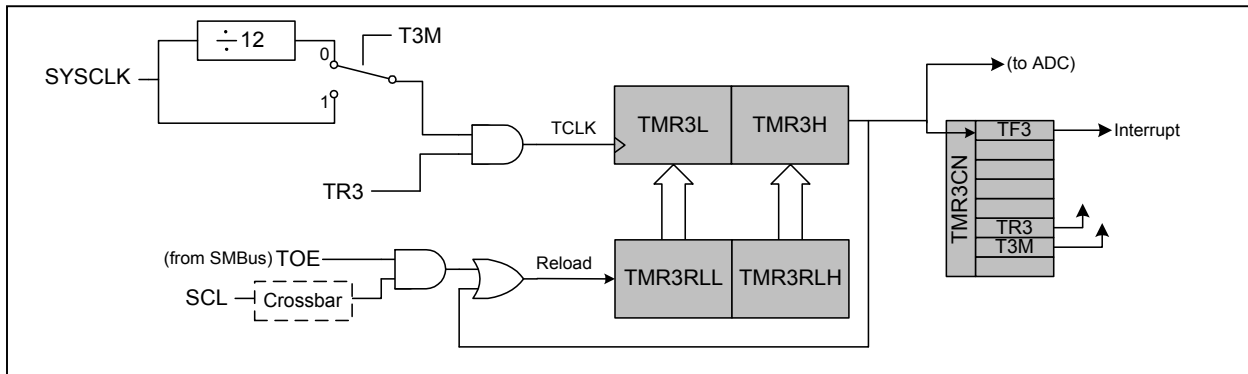 ÷ 12
T3M
0
SYSCLK
1
(to ADC)
TCLK
TMR3L
TMR3H
TF3
Interrupt
TR3
TMR3CN
TR3
T3M
(from SMBus) TOE
Reload
TMR3RLL
TMR3RLH
SCL
Crossbar